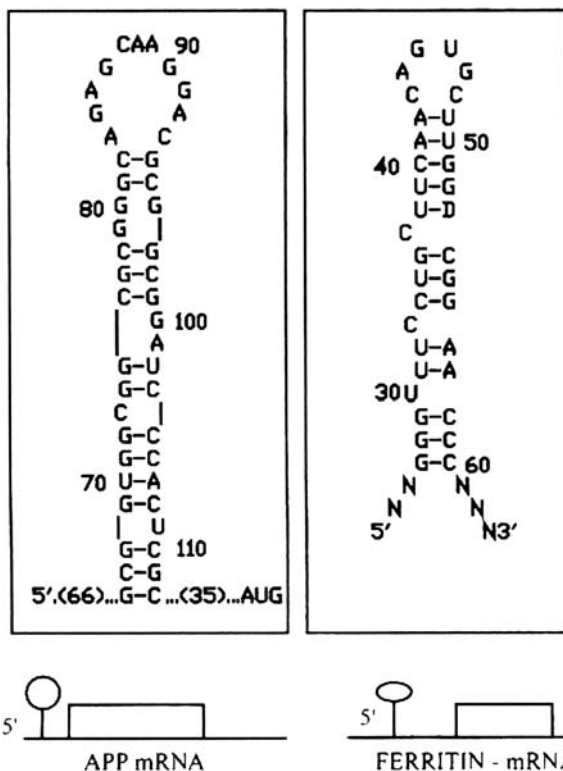 CAA 90
G G
A G
G A
A C
C-G
G-C
80 G G
G
C-G
G-C
C-G
G 100
A
G-U
G-C
C
G-C
G-C
70 U-A
G-C
U
G-C 110
C-G
5'.(66)...G-C...(35)...AUG
G U
A G
C C
A-U
A-U 50
40 C-G
U-G
U-D
C
G-C
U-G
C-G
C
U-A
U-A
30 U
G-C
G-C
G-C 60
N N
N N
5' N3'
5'
APP mRNA
5'
FERRITIN - mRNA